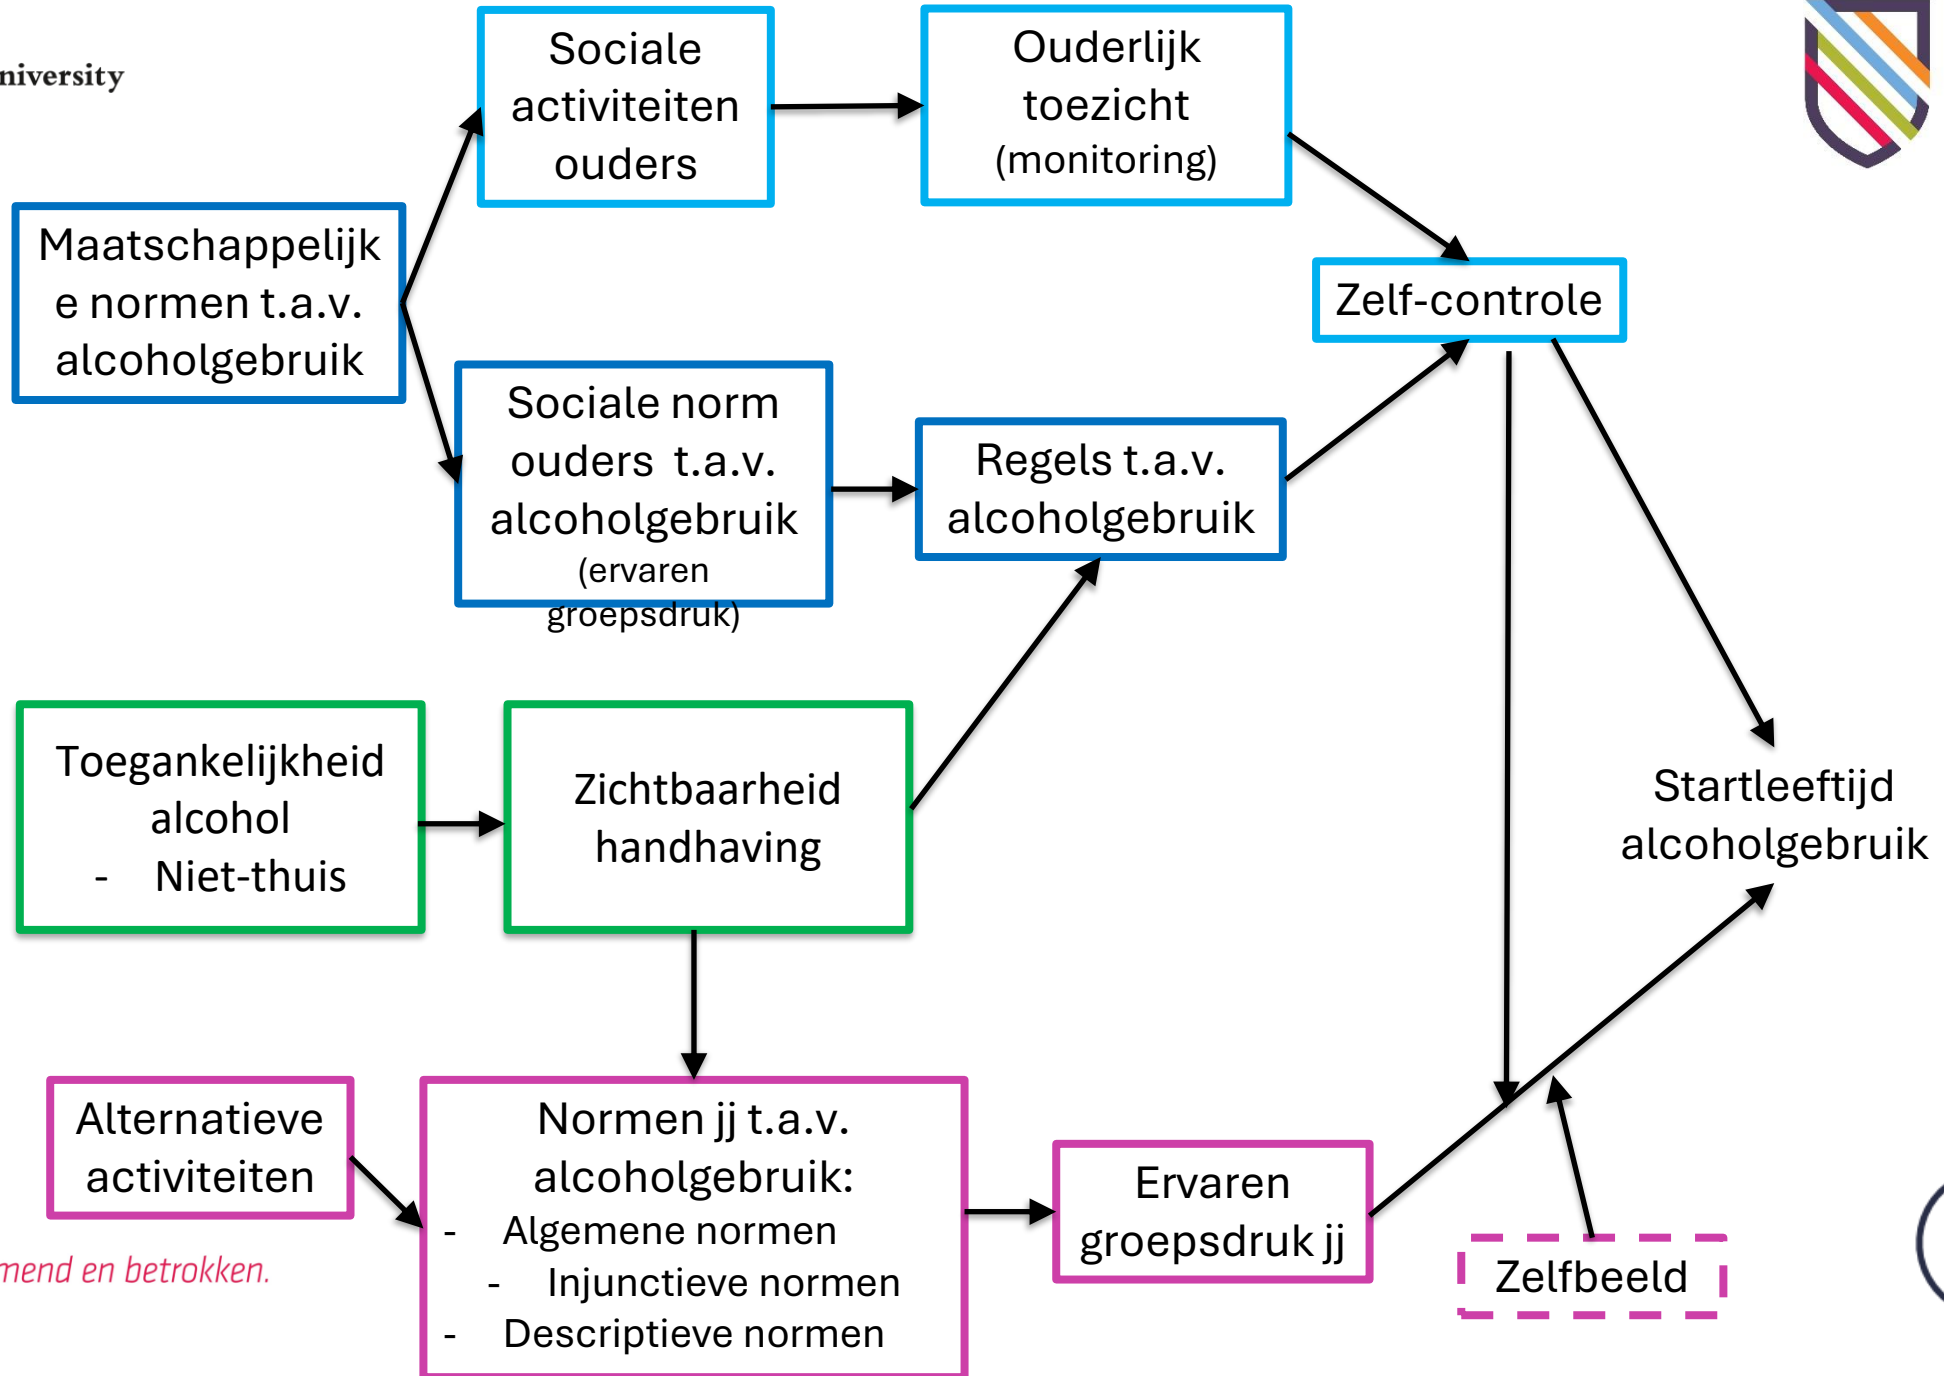 Sociale
activiteiten
ouders
Ouderlijk
toezicht
(monitoring)
Maatschappelijk
e normen t.a.v.
alcoholgebruik
Zelf-controle
Sociale norm
ouders t.a.v.
alcoholgebruik
(ervaren
groepsdruk)
Regels t.a.v.
alcoholgebruik
Toegankelijkheid
alcohol
- Niet-thuis
Zichtbaarheid
handhaving
Startleeftijd
alcoholgebruik
Alternatieve
activiteiten
Normen jj t.a.v.
alcoholgebruik:
- Algemene normen
- Injunctieve normen
- Descriptieve normen
Ervaren
groepsdruk jj
Zelfbeeld
en betrokken.